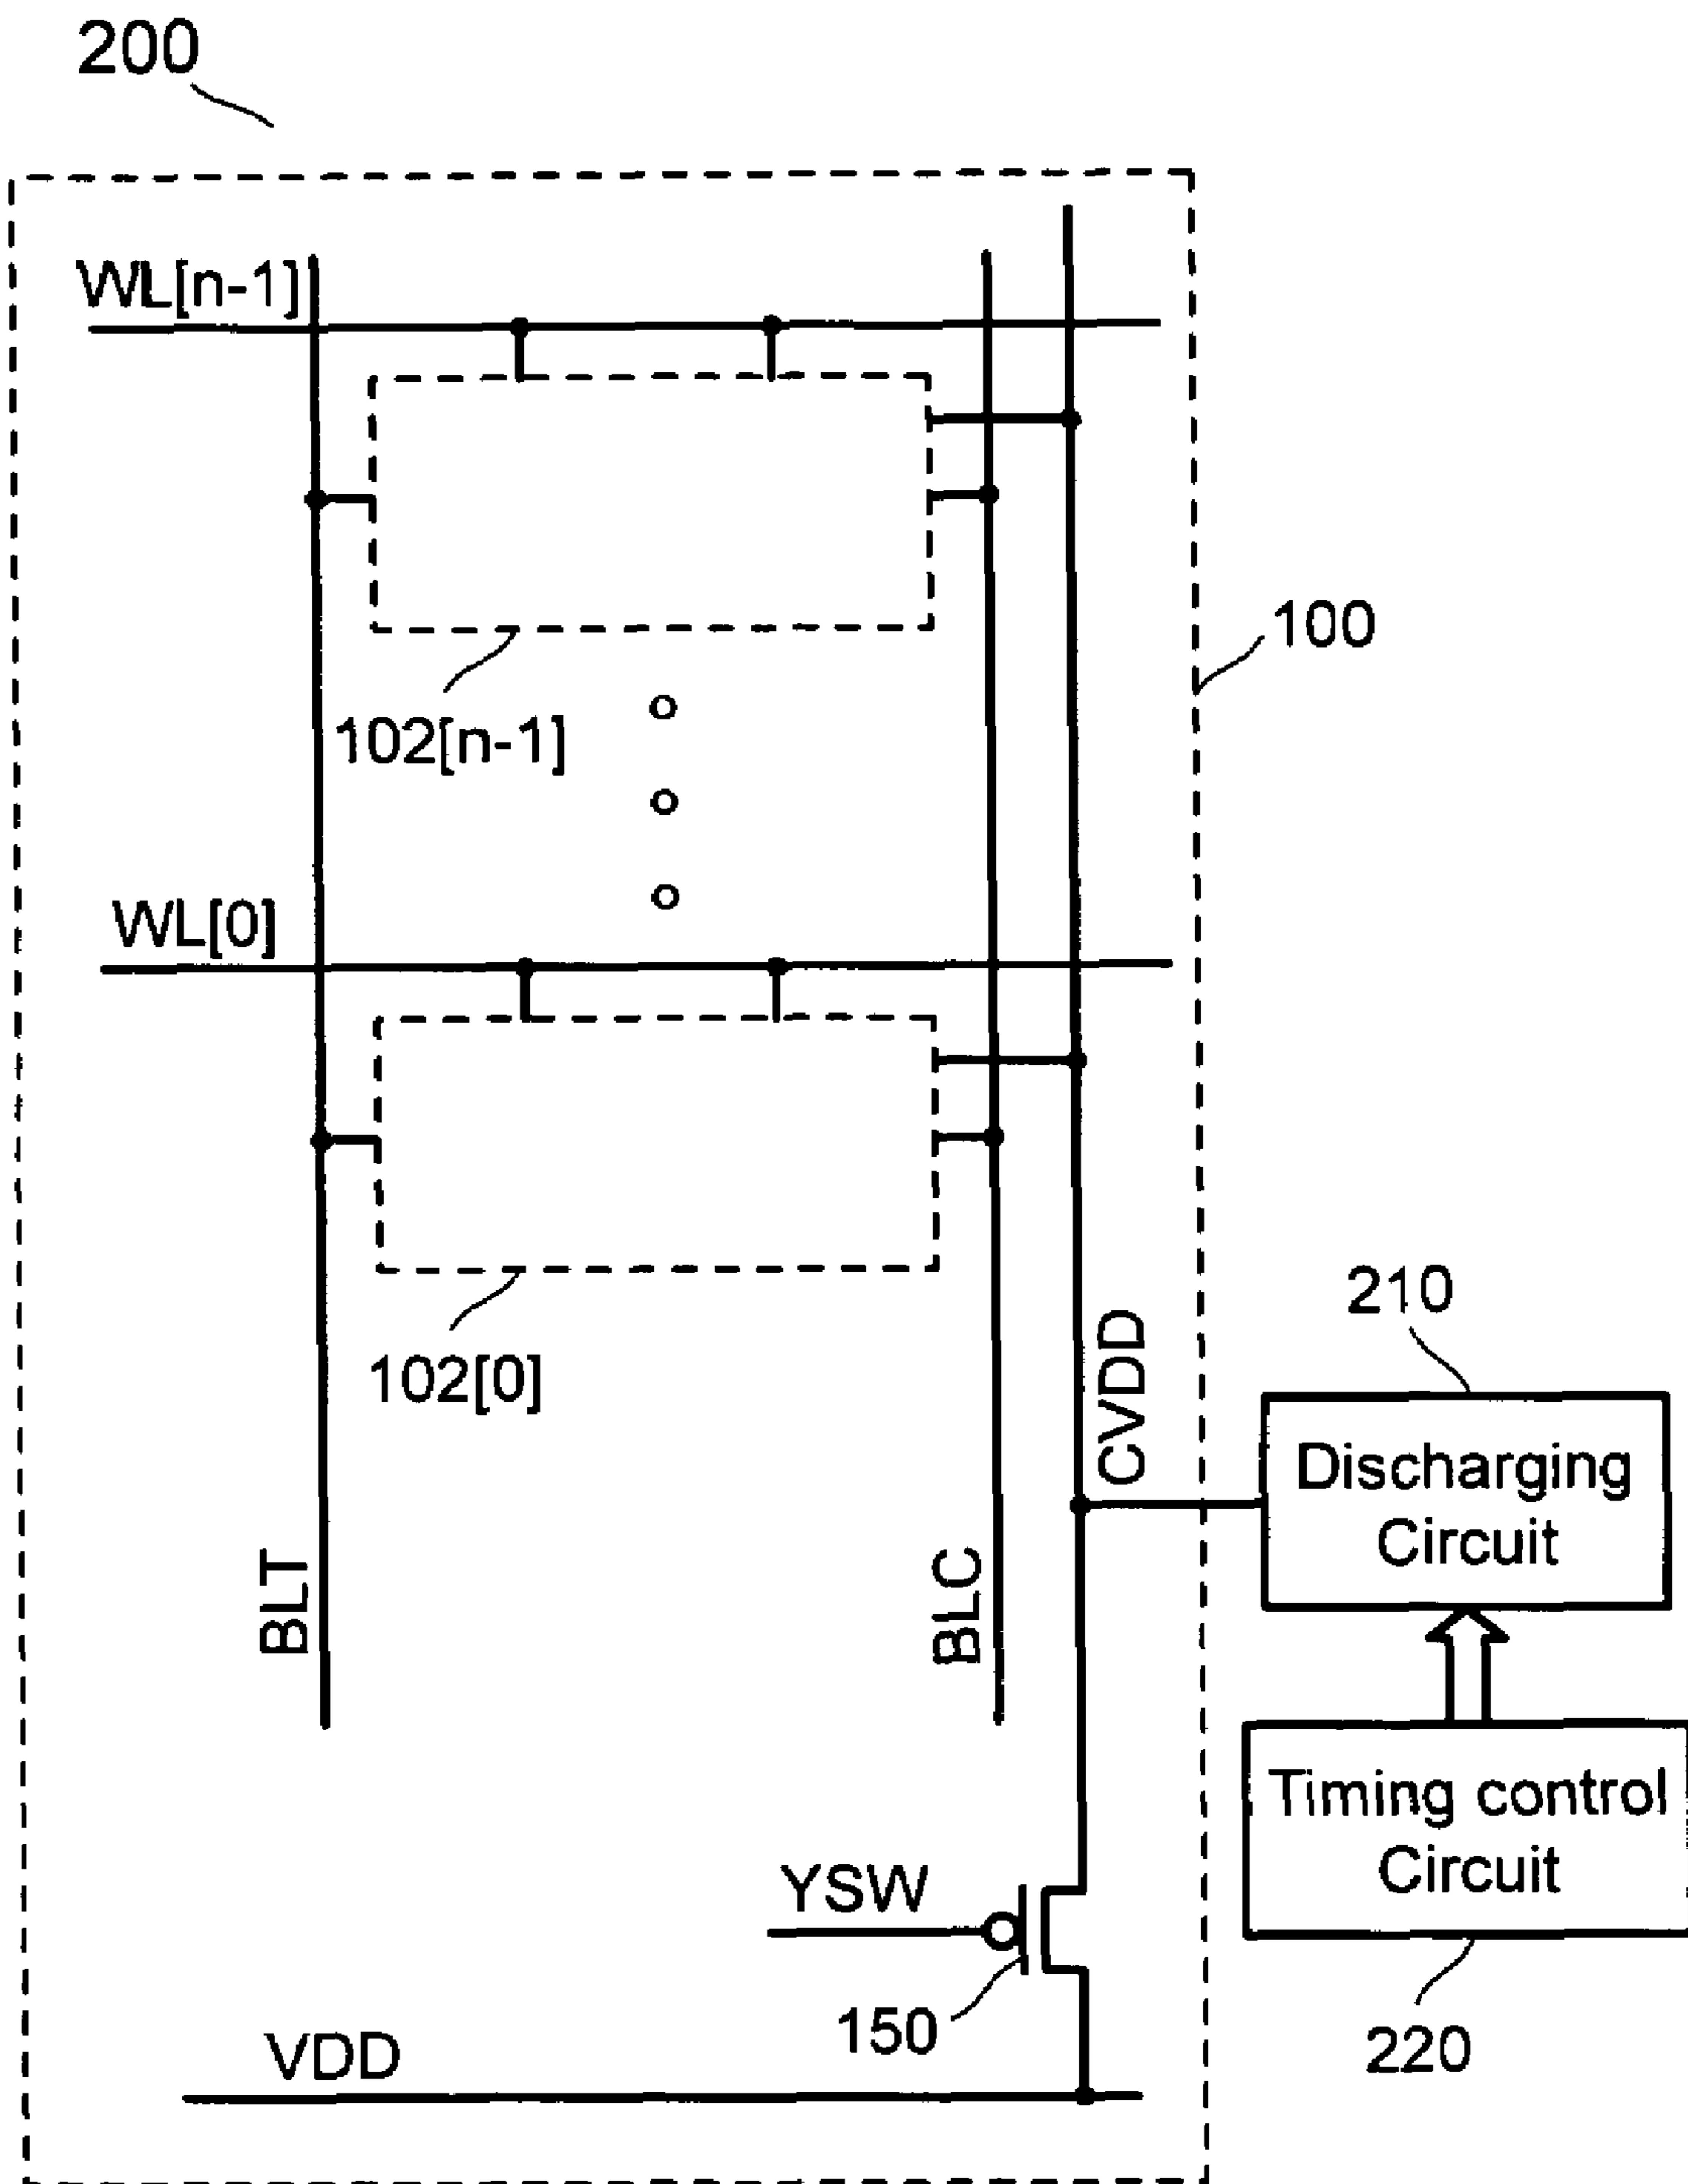 200
WL[n-1]
100
102[n-1]
WL[0]
210
102[0]
CVDD
Discharging
Circuit
BLT
BLC
Timing control
Circuit
YSW
150
220
VDD